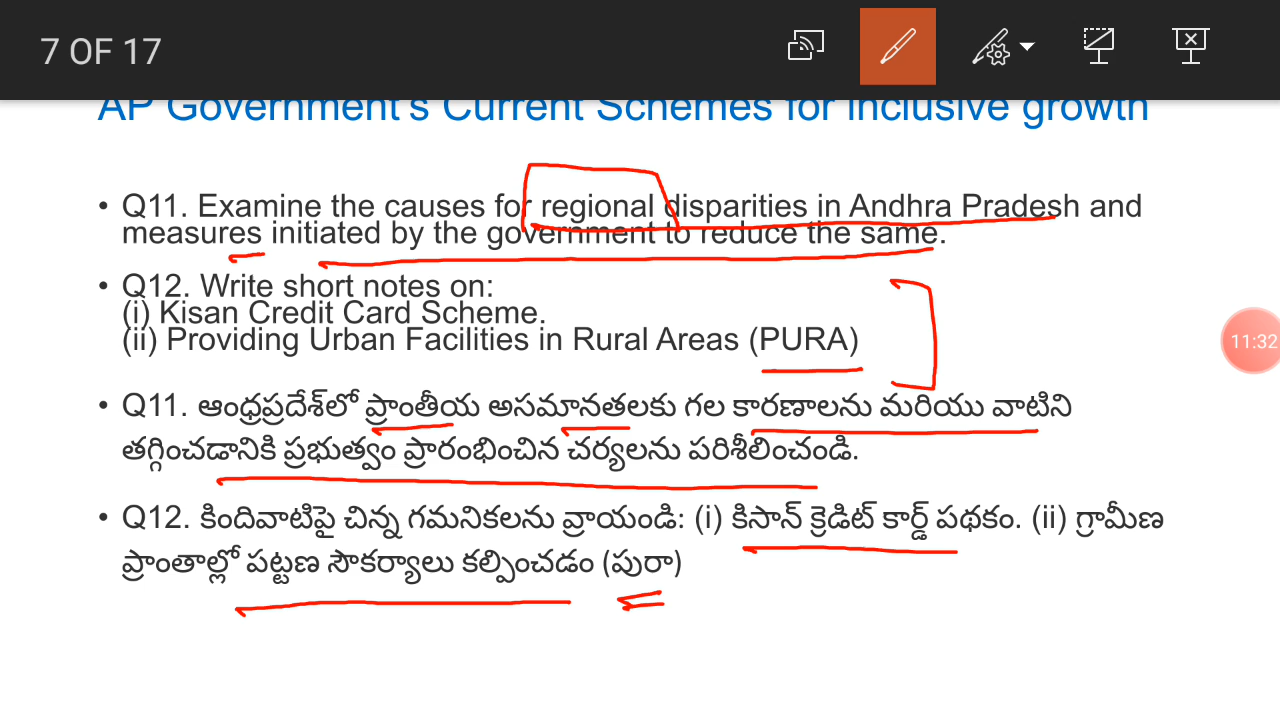 7 OF 17
AP Government's Current Schemes for inclusive growth
• Q11. Examine the causes for regional disparities in Andhra Pradesh and
measures initiated by the government to reduce the same.
• Q12. Write short notes on:
(i) Kisan Credit Card Scheme.
(ii) Providing Urban Facilities in Rural Areas (PURA)
11:32
• Q11. ఆంధ్రప్రదేశ్‌లో ప్రాంతీయ అసమానతలకు గల కారణాలను మరియు వాటిని
తగ్గించడానికి ప్రభుత్వం ప్రారంభించిన చర్యలను పరిశీలించండి.
• Q12. కిందివాటిపై చిన్న గమనికలను వ్రాయండి: (i) కిసాన్ క్రెడిట్ కార్డ్ పథకం. (ii) గ్రామీణ
ప్రాంతాల్లో పట్టణ సౌకర్యాలు కల్పించడం (పురా)